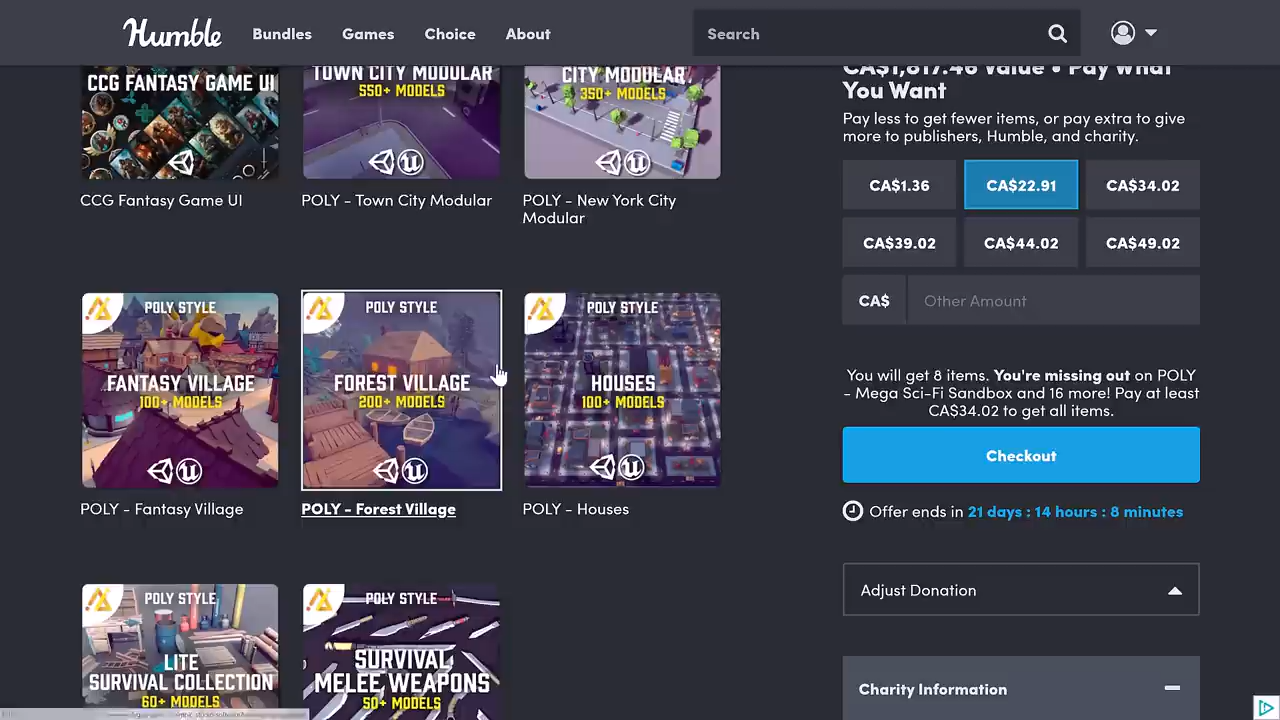 Humble
Bundles
Games
Choice
About
Search
CCG FANTASY GAME UI
TOWN CITY MODULAR
550+ MODELS
CITY MODULAR
350+ MODELS
CCG Fantasy Game UI
POLY - Town City Modular
POLY - New York City
Modular
POLY STYLE
FANTASY VILLAGE
100+ MODELS
POLY STYLE
FOREST VILLAGE
200+ MODELS
POLY STYLE
HOUSES
100+ MODELS
POLY - Fantasy Village
POLY - Forest Village
POLY - Houses
POLY STYLE
LITE
SURVIVAL COLLECTION
60+ MODELS
POLY STYLE
SURVIVAL
MELEE WEAPONS
50+ MODELS
CA$1,617.46 Value • Pay What
You Want
Pay less to get fewer items, or pay extra to give
more to publishers, Humble, and charity.
CA$1.36
CA$22.91
CA$34.02
CA$39.02
CA$44.02
CA$49.02
CA$
Other Amount
You will get 8 items. You're missing out on POLY
- Mega Sci-Fi Sandbox and 16 more! Pay at least
CA$34.02 to get all items.
Checkout
Offer ends in 21 days : 14 hours : 8 minutes
Adjust Donation
Charity Information